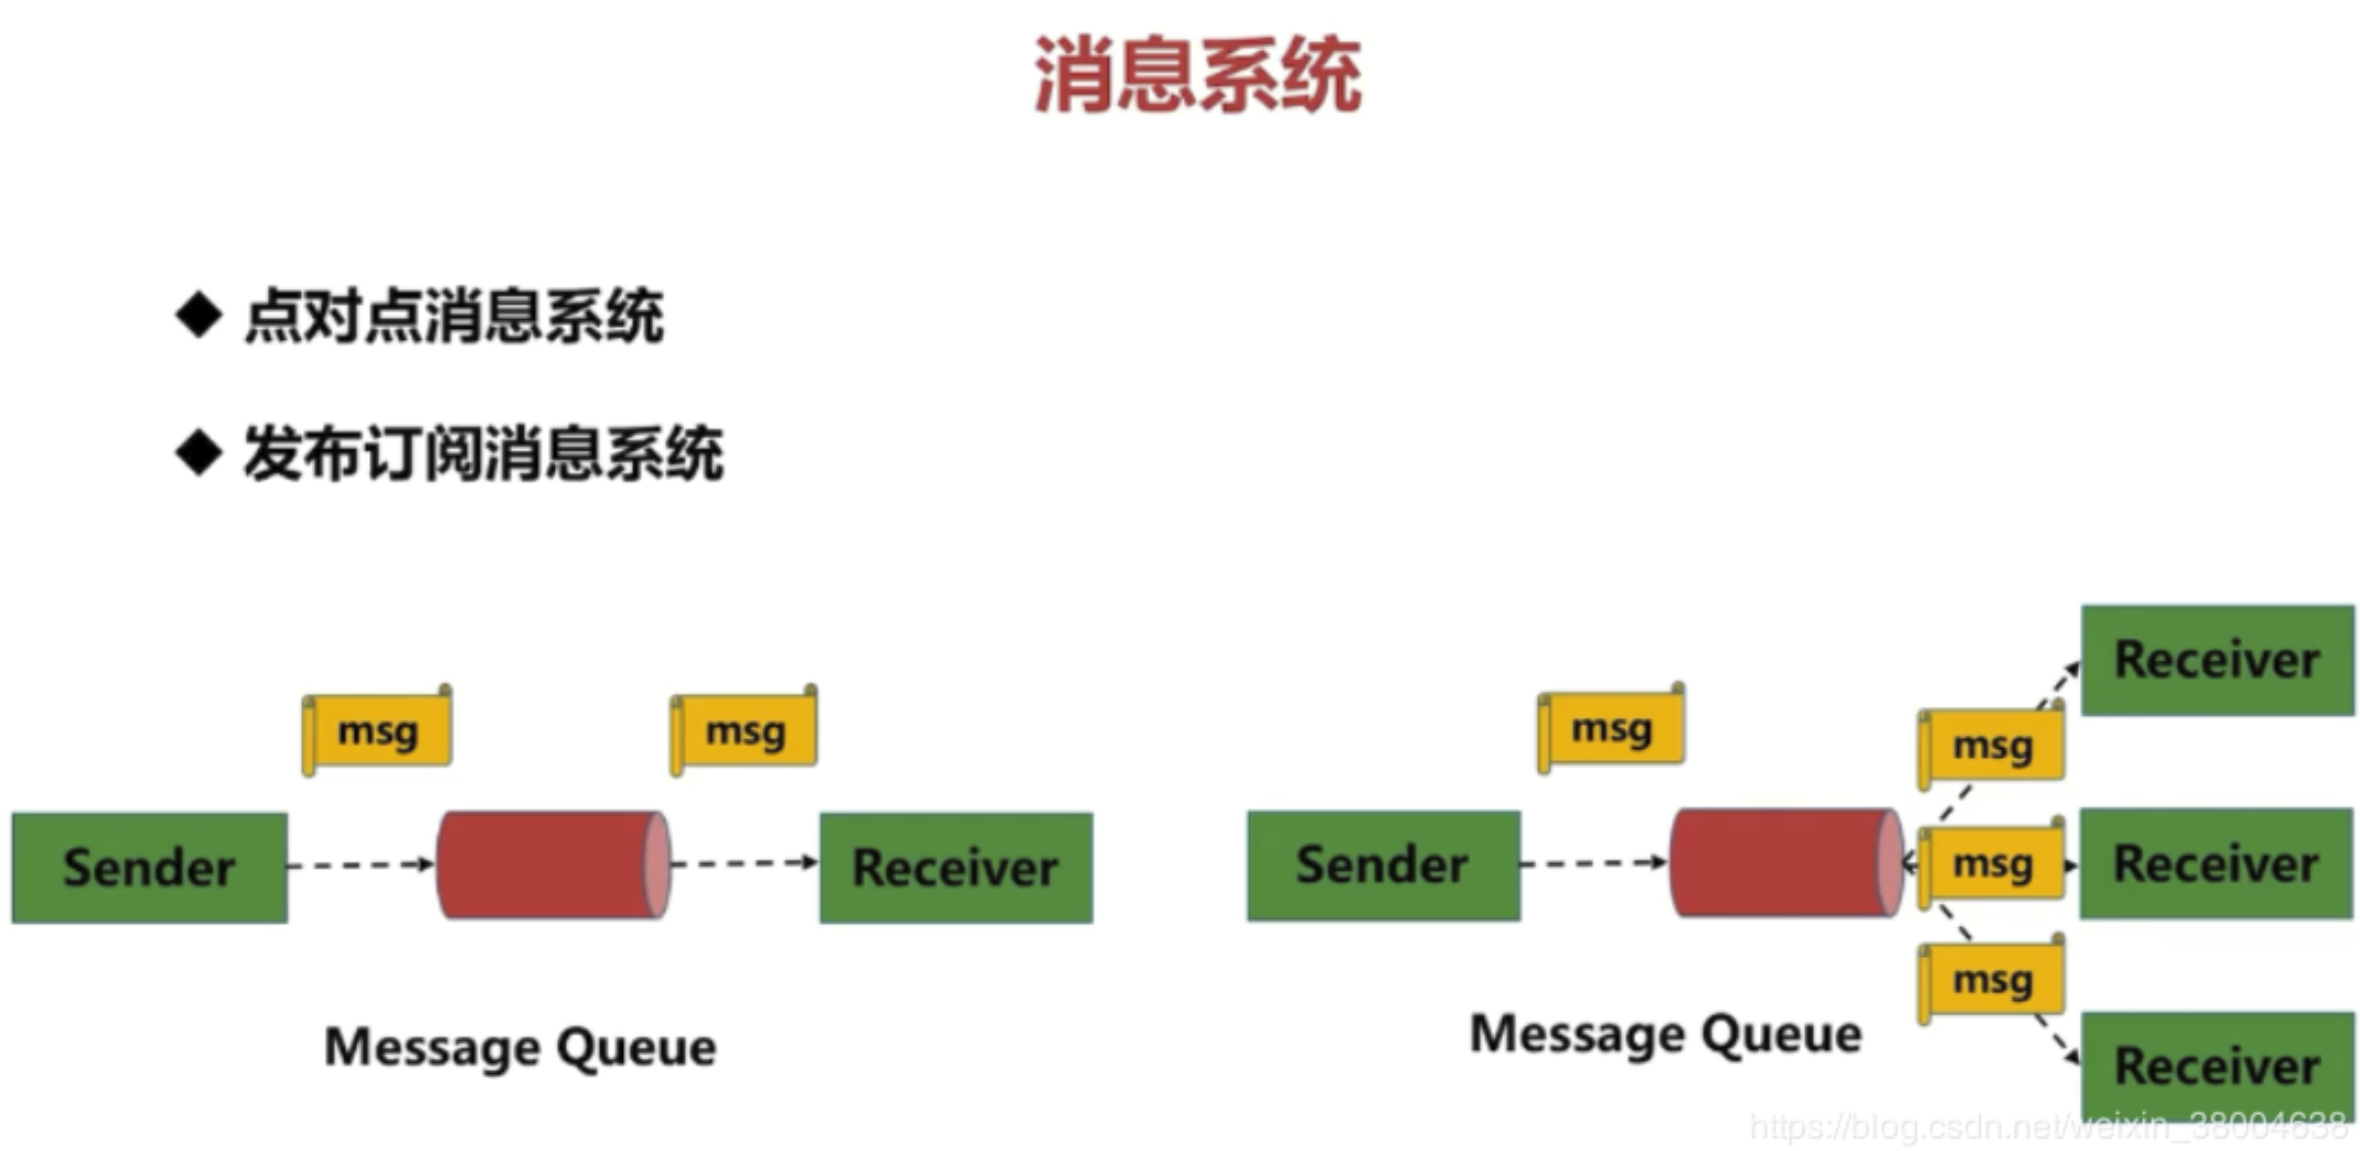 消息系统
◆ 点对点消息系统
◆ 发布订阅消息系统
msg
msg
Sender
Receiver
Message Queue
msg
Sender
msg
msg
msg
Receiver
Receiver
Receiver
Message Queue
https://blog.csdn.net/weixin_38004638